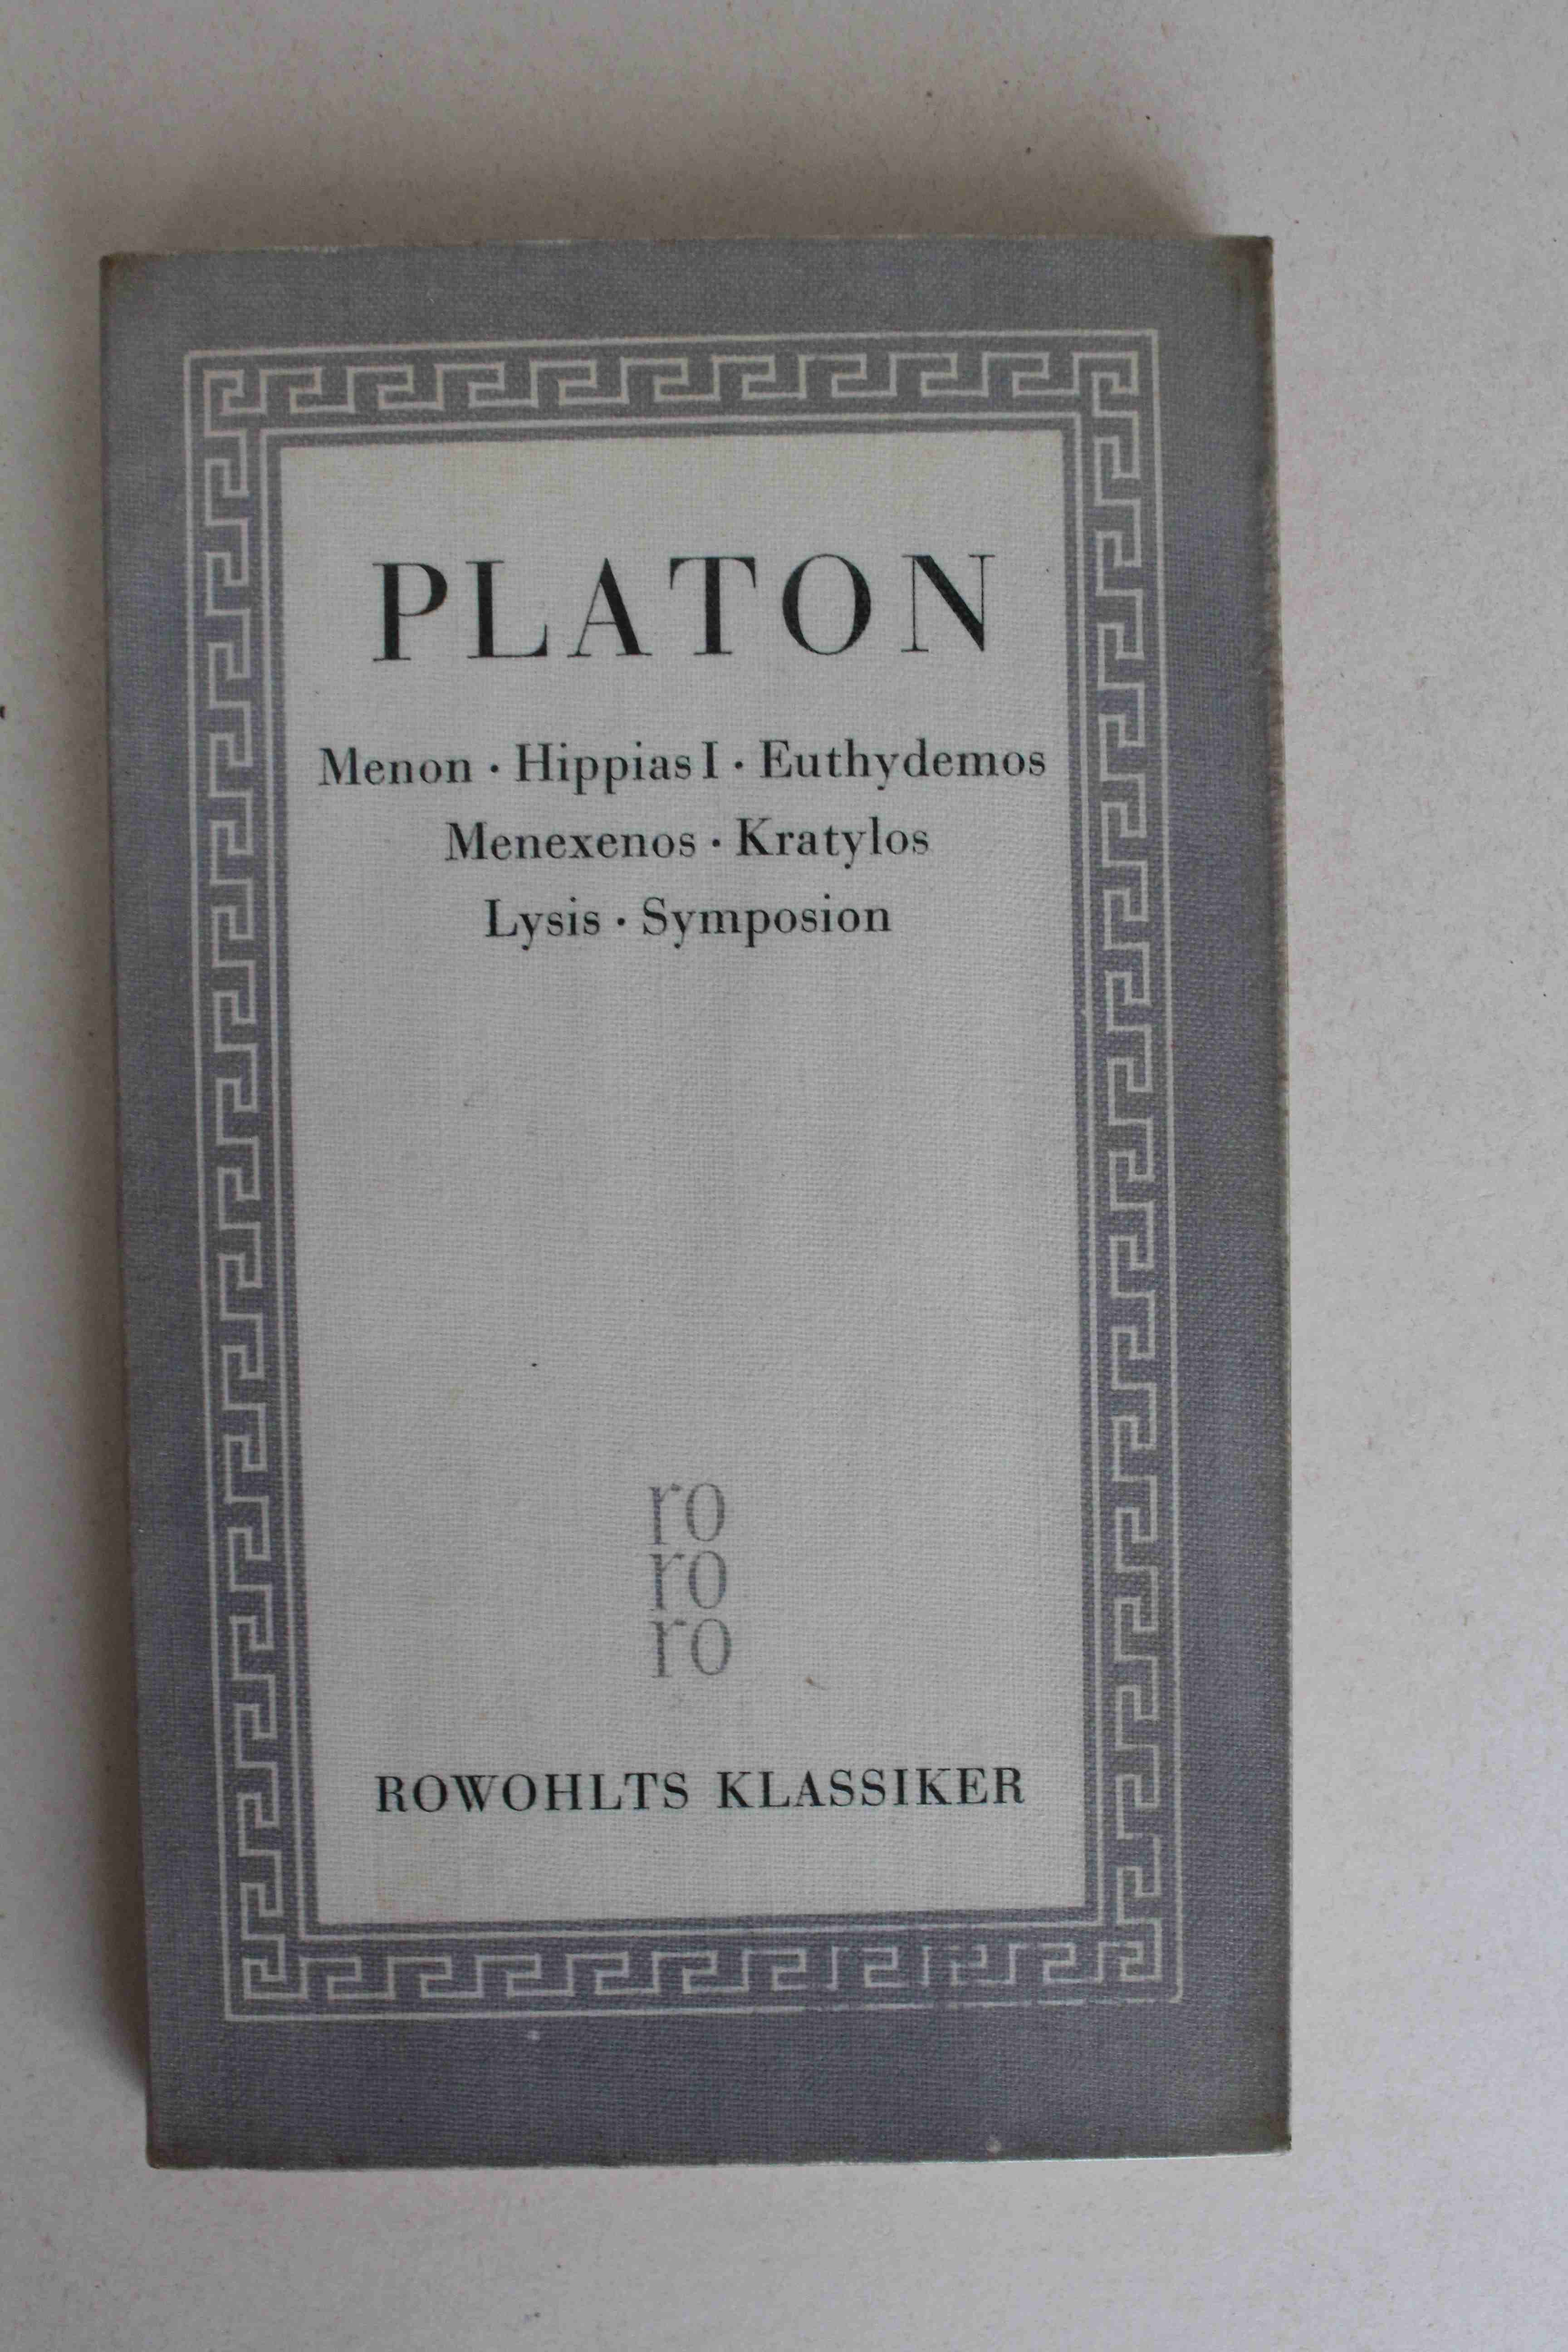 PLATON
Menon · Hippias I · Euthydemos
Menexenos · Kratylos
Lysis · Symposion
ro
ro
ro
ROWOHLTS KLASSIKER